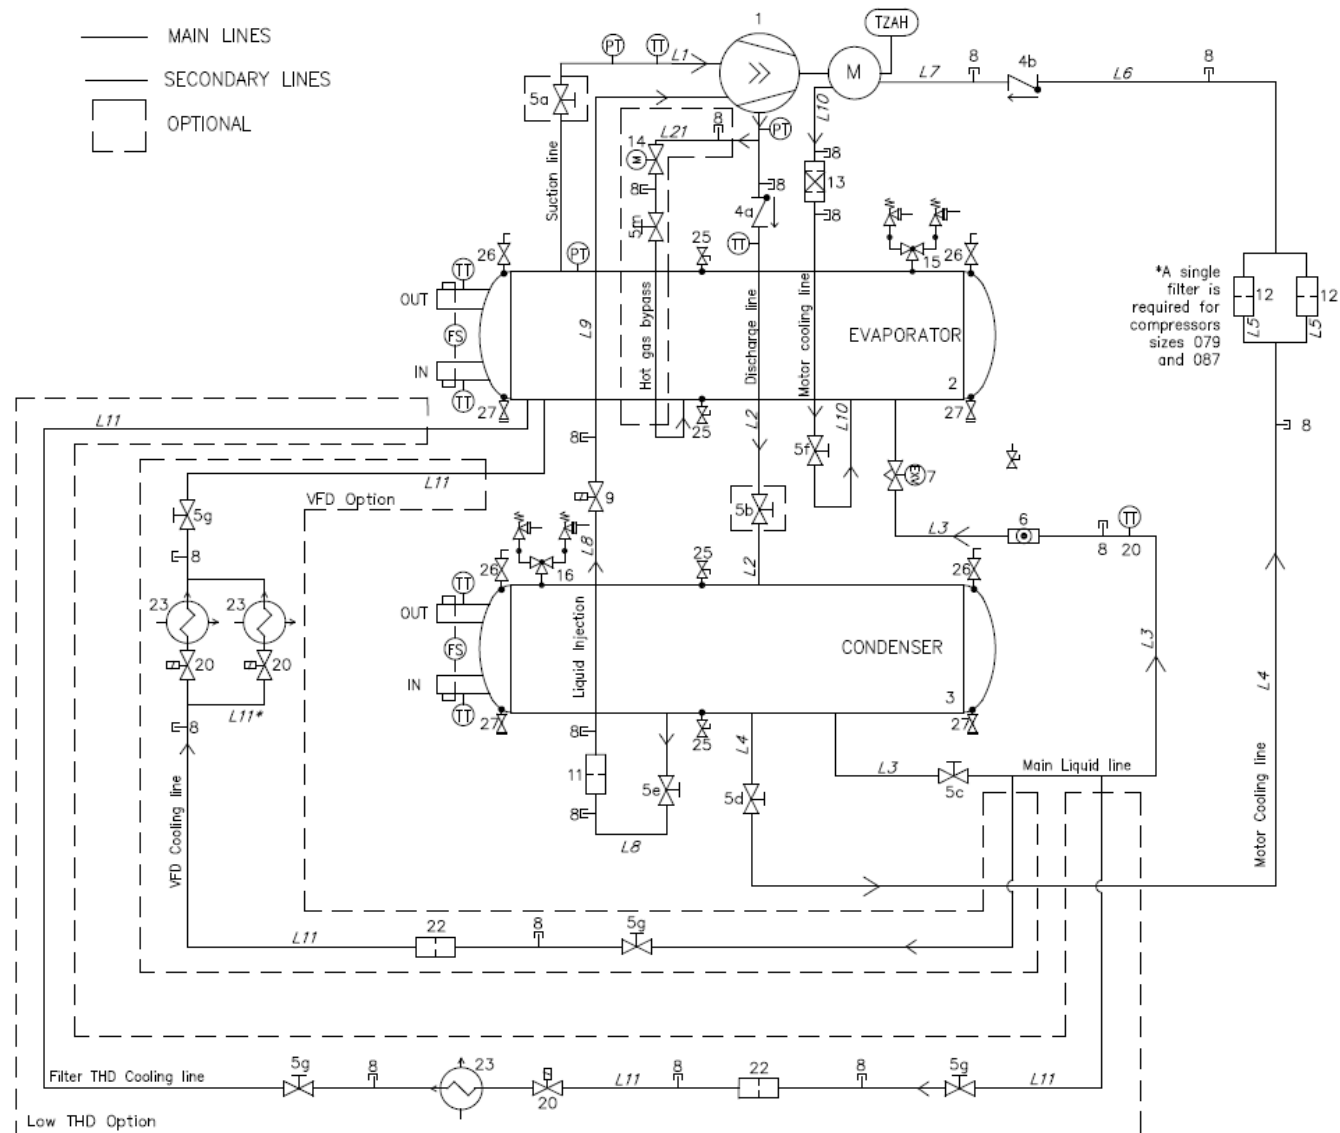 MAIN LINES
SECONDARY LINES
OPTIONAL
1
TZAH
PT
TT
L1
M
L7
8
4b
L6
8
5a
L10
8
L21
PT
14
M
8
13
8
8
4a
8
Suction line
5m
TT
15
26
25
26
PT
TT
OUT
FS
IN
TT
L9
Hot gas bypass
Discharge line
Motor cooling line
EVAPORATOR
2
*A single
filter is
required for
compressors
sizes 079
and 087
12
12
L5
L5
27
25
27
L11
8
L2
L10
8
5f
L11
VFD Option
9
7
5g
5b
L3
6
8
TT
20
8
16
L8
25
L2
26
26
TT
OUT
FS
IN
TT
23
23
20
20
L11*
8
Liquid Injection
CONDENSER
3
L3
L4
27
25
27
8
L4
11
5e
5d
L3
5c
Main Liquid line
8
L8
VFD Cooling line
Motor Cooling line
L11
22
8
5g
Filter THD Cooling line
5g
8
23
20
L11
8
22
8
5g
L11
Low THD Option